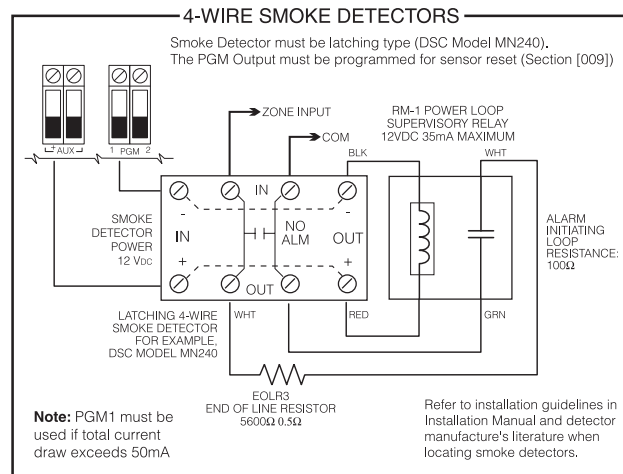 4-WIRE SMOKE DETECTORS
Smoke Detector must be latching type (DSC Model MN240).
The PGM Output must be programmed for sensor reset (Section [009])
+ AUX -
1 PGM 2
ZONE INPUT
COM
RM-1 POWER LOOP
SUPERVISORY RELAY
12VDC 35mA MAXIMUM
BLK
WHT
SMOKE
DETECTOR
POWER
12 VDC
-
IN
+
IN
NO
ALM
OUT
-
OUT
+
ALARM
INITIATING
LOOP
RESISTANCE:
100Ω
LATCHING 4-WIRE
SMOKE DETECTOR
FOR EXAMPLE,
DSC MODEL MN240
WHT
RED
GRN
EOLR3
END OF LINE RESISTOR
5600Ω 0.5Ω
Note: PGM1 must be
used if total current
draw exceeds 50mA
Refer to installation guidelines in
Installation Manual and detector
manufacture's literature when
locating smoke detectors.